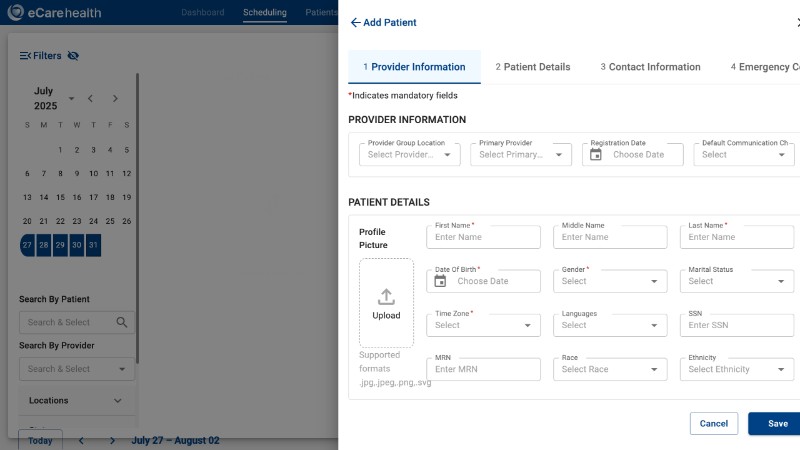 eCarehealth
Dashboard
Scheduling
Patients
Filters
July 2025
S M T W T F S
1 2 3 4 5
6 7 8 9 10 11 12
13 14 15 16 17 18 19
20 21 22 23 24 25 26
27 28 29 30 31
Search By Patient
Search & Select
Search By Provider
Search & Select
Locations
Today
July 27 – August 02
Add Patient
1 Provider Information
2 Patient Details
3 Contact Information
4 Emergency Co
*Indicates mandatory fields
PROVIDER INFORMATION
Provider Group Location
Select Provider...
Primary Provider
Select Primary...
Registration Date
Choose Date
Default Communication Ch
Select
PATIENT DETAILS
Profile Picture
Upload
Supported formats
.jpg,.jpeg,.png,.svg
First Name *
Enter Name
Middle Name
Enter Name
Last Name *
Enter Name
Date Of Birth *
Choose Date
Gender *
Select
Marital Status
Select
Time Zone *
Select
Languages
Select
SSN
Enter SSN
MRN
Enter MRN
Race
Select Race
Ethnicity
Select Ethnicity
Cancel
Save